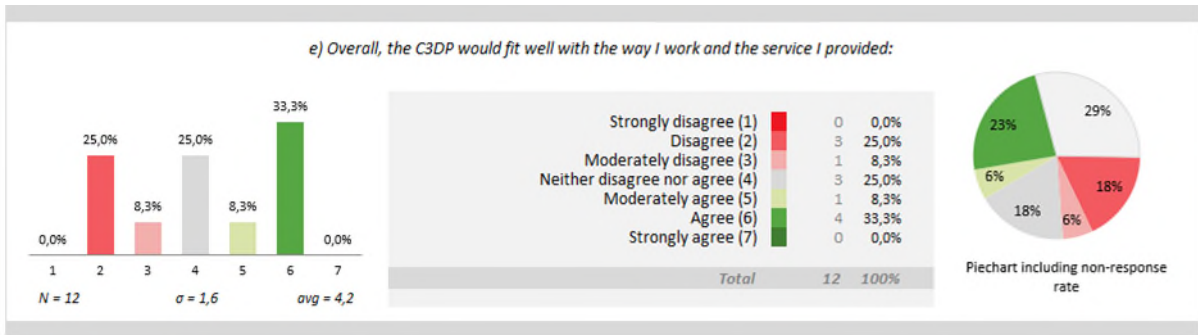 e) Overall, the C3DP would fit well with the way I work and the service I provided:
33,3%
25,0%
25,0%
8,3%
8,3%
0,0%
0,0%
1 2 3 4 5 6 7
N = 12 σ = 1,6 avg = 4,2
Strongly disagree (1) 0 0,0%
Disagree (2) 3 25,0%
Moderately disagree (3) 1 8,3%
Neither disagree nor agree (4) 3 25,0%
Moderately agree (5) 1 8,3%
Agree (6) 4 33,3%
Strongly agree (7) 0 0,0%
Total 12 100%
29%
23%
6%
18%
18%
6%
Piechart including non-response
rate